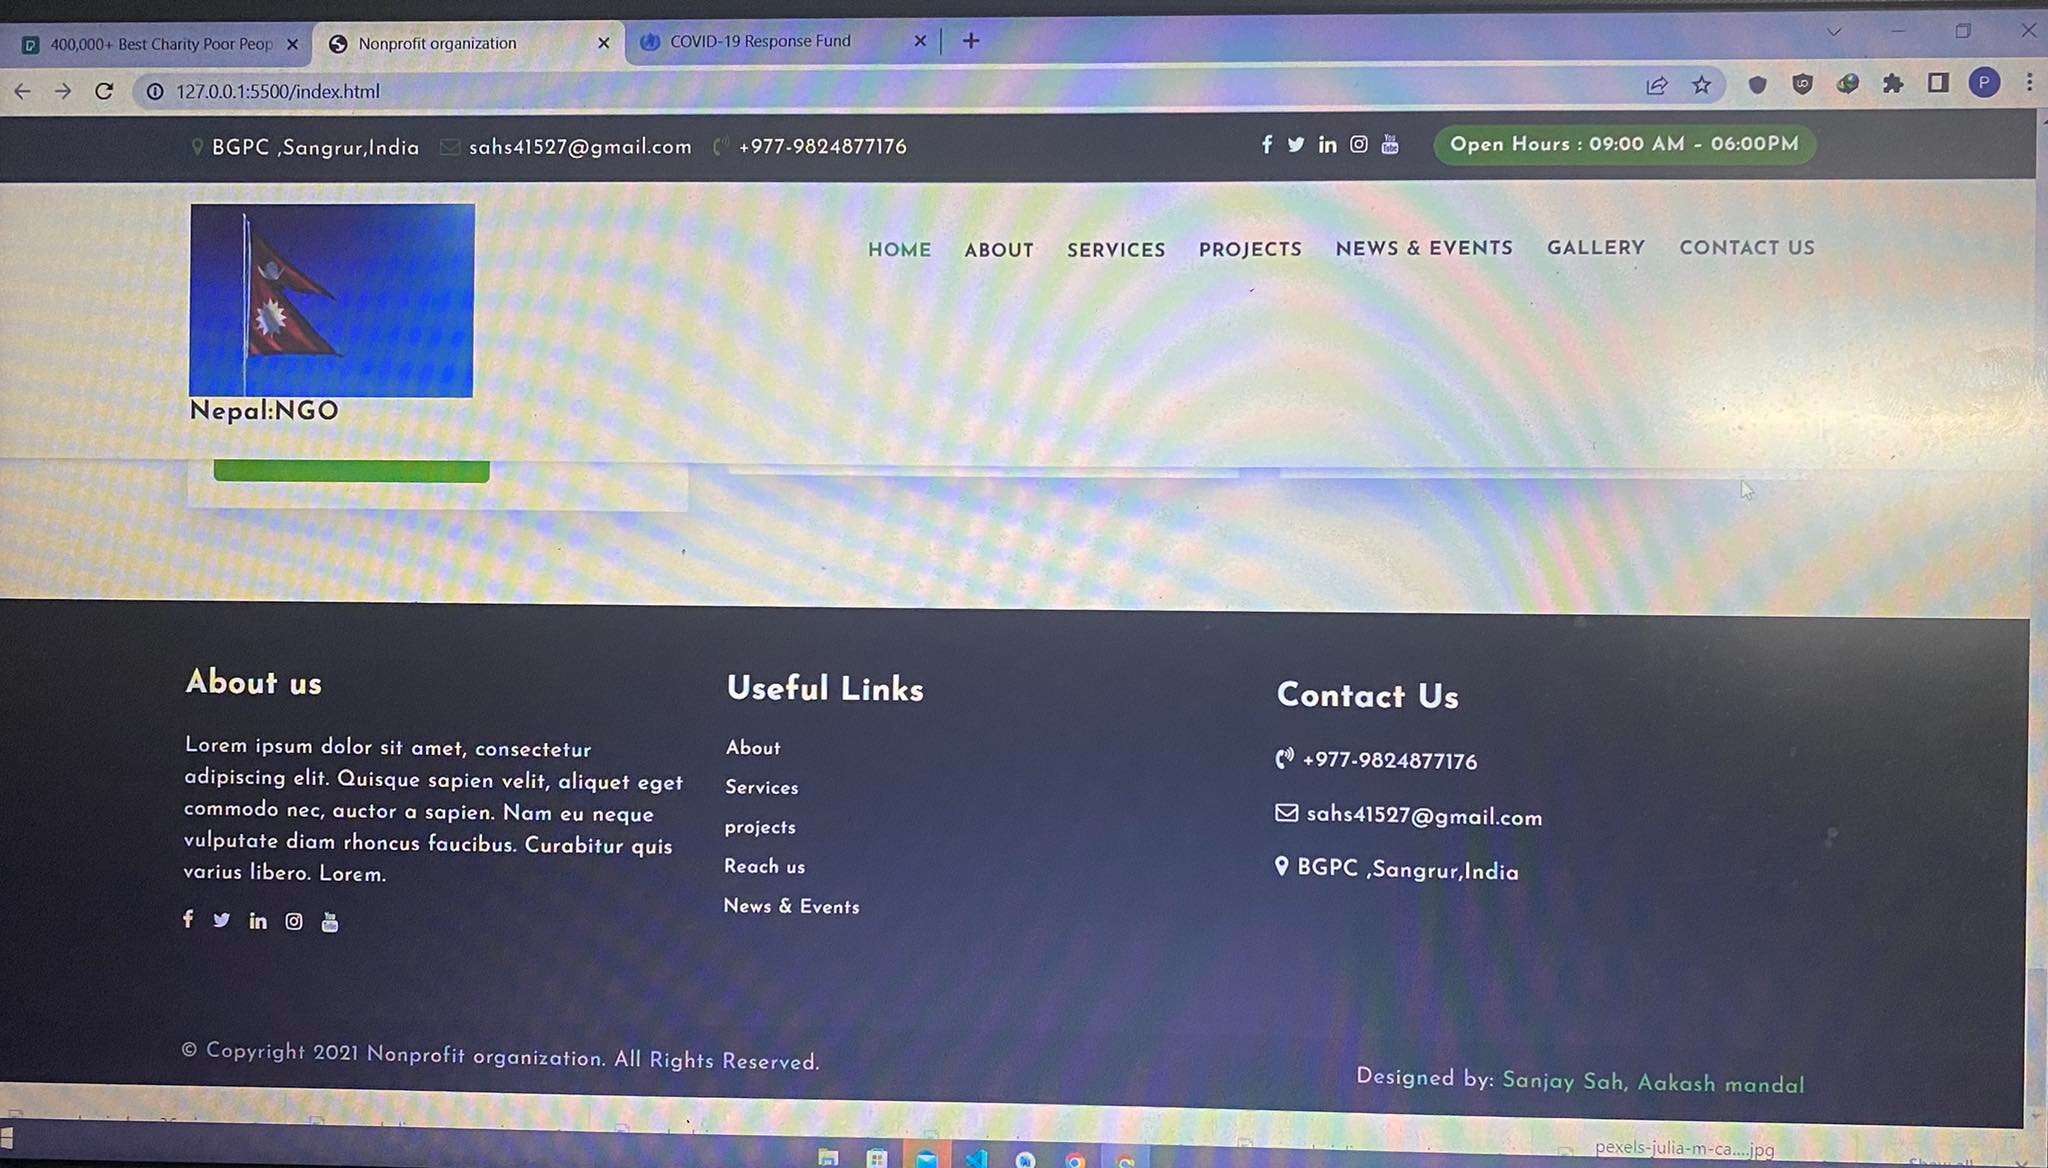 400,000+ Best Charity Poor Peop
Nonprofit organization
COVID-19 Response Fund
127.0.0.1:5500/index.html
P
BGPC ,Sangrur,India
sahs41527@gmail.com
+977-9824877176
You
Tube
Open Hours : 09:00 AM - 06:00PM
HOME
ABOUT
SERVICES
PROJECTS
NEWS & EVENTS
GALLERY
CONTACT US
Nepal:NGO
About us
Lorem ipsum dolor sit amet, consectetur
adipiscing elit. Quisque sapien velit, aliquet eget
commodo nec, auctor a sapien. Nam eu neque
vulputate diam rhoncus faucibus. Curabitur quis
varius libero. Lorem.
You
Tube
Useful Links
About
Services
projects
Reach us
News & Events
Contact Us
+977-9824877176
sahs41527@gmail.com
BGPC ,Sangrur,India
© Copyright 2021 Nonprofit organization. All Rights Reserved.
Designed by: Sanjay Sah, Aakash mandal
pexels-julia-m-ca....jpg